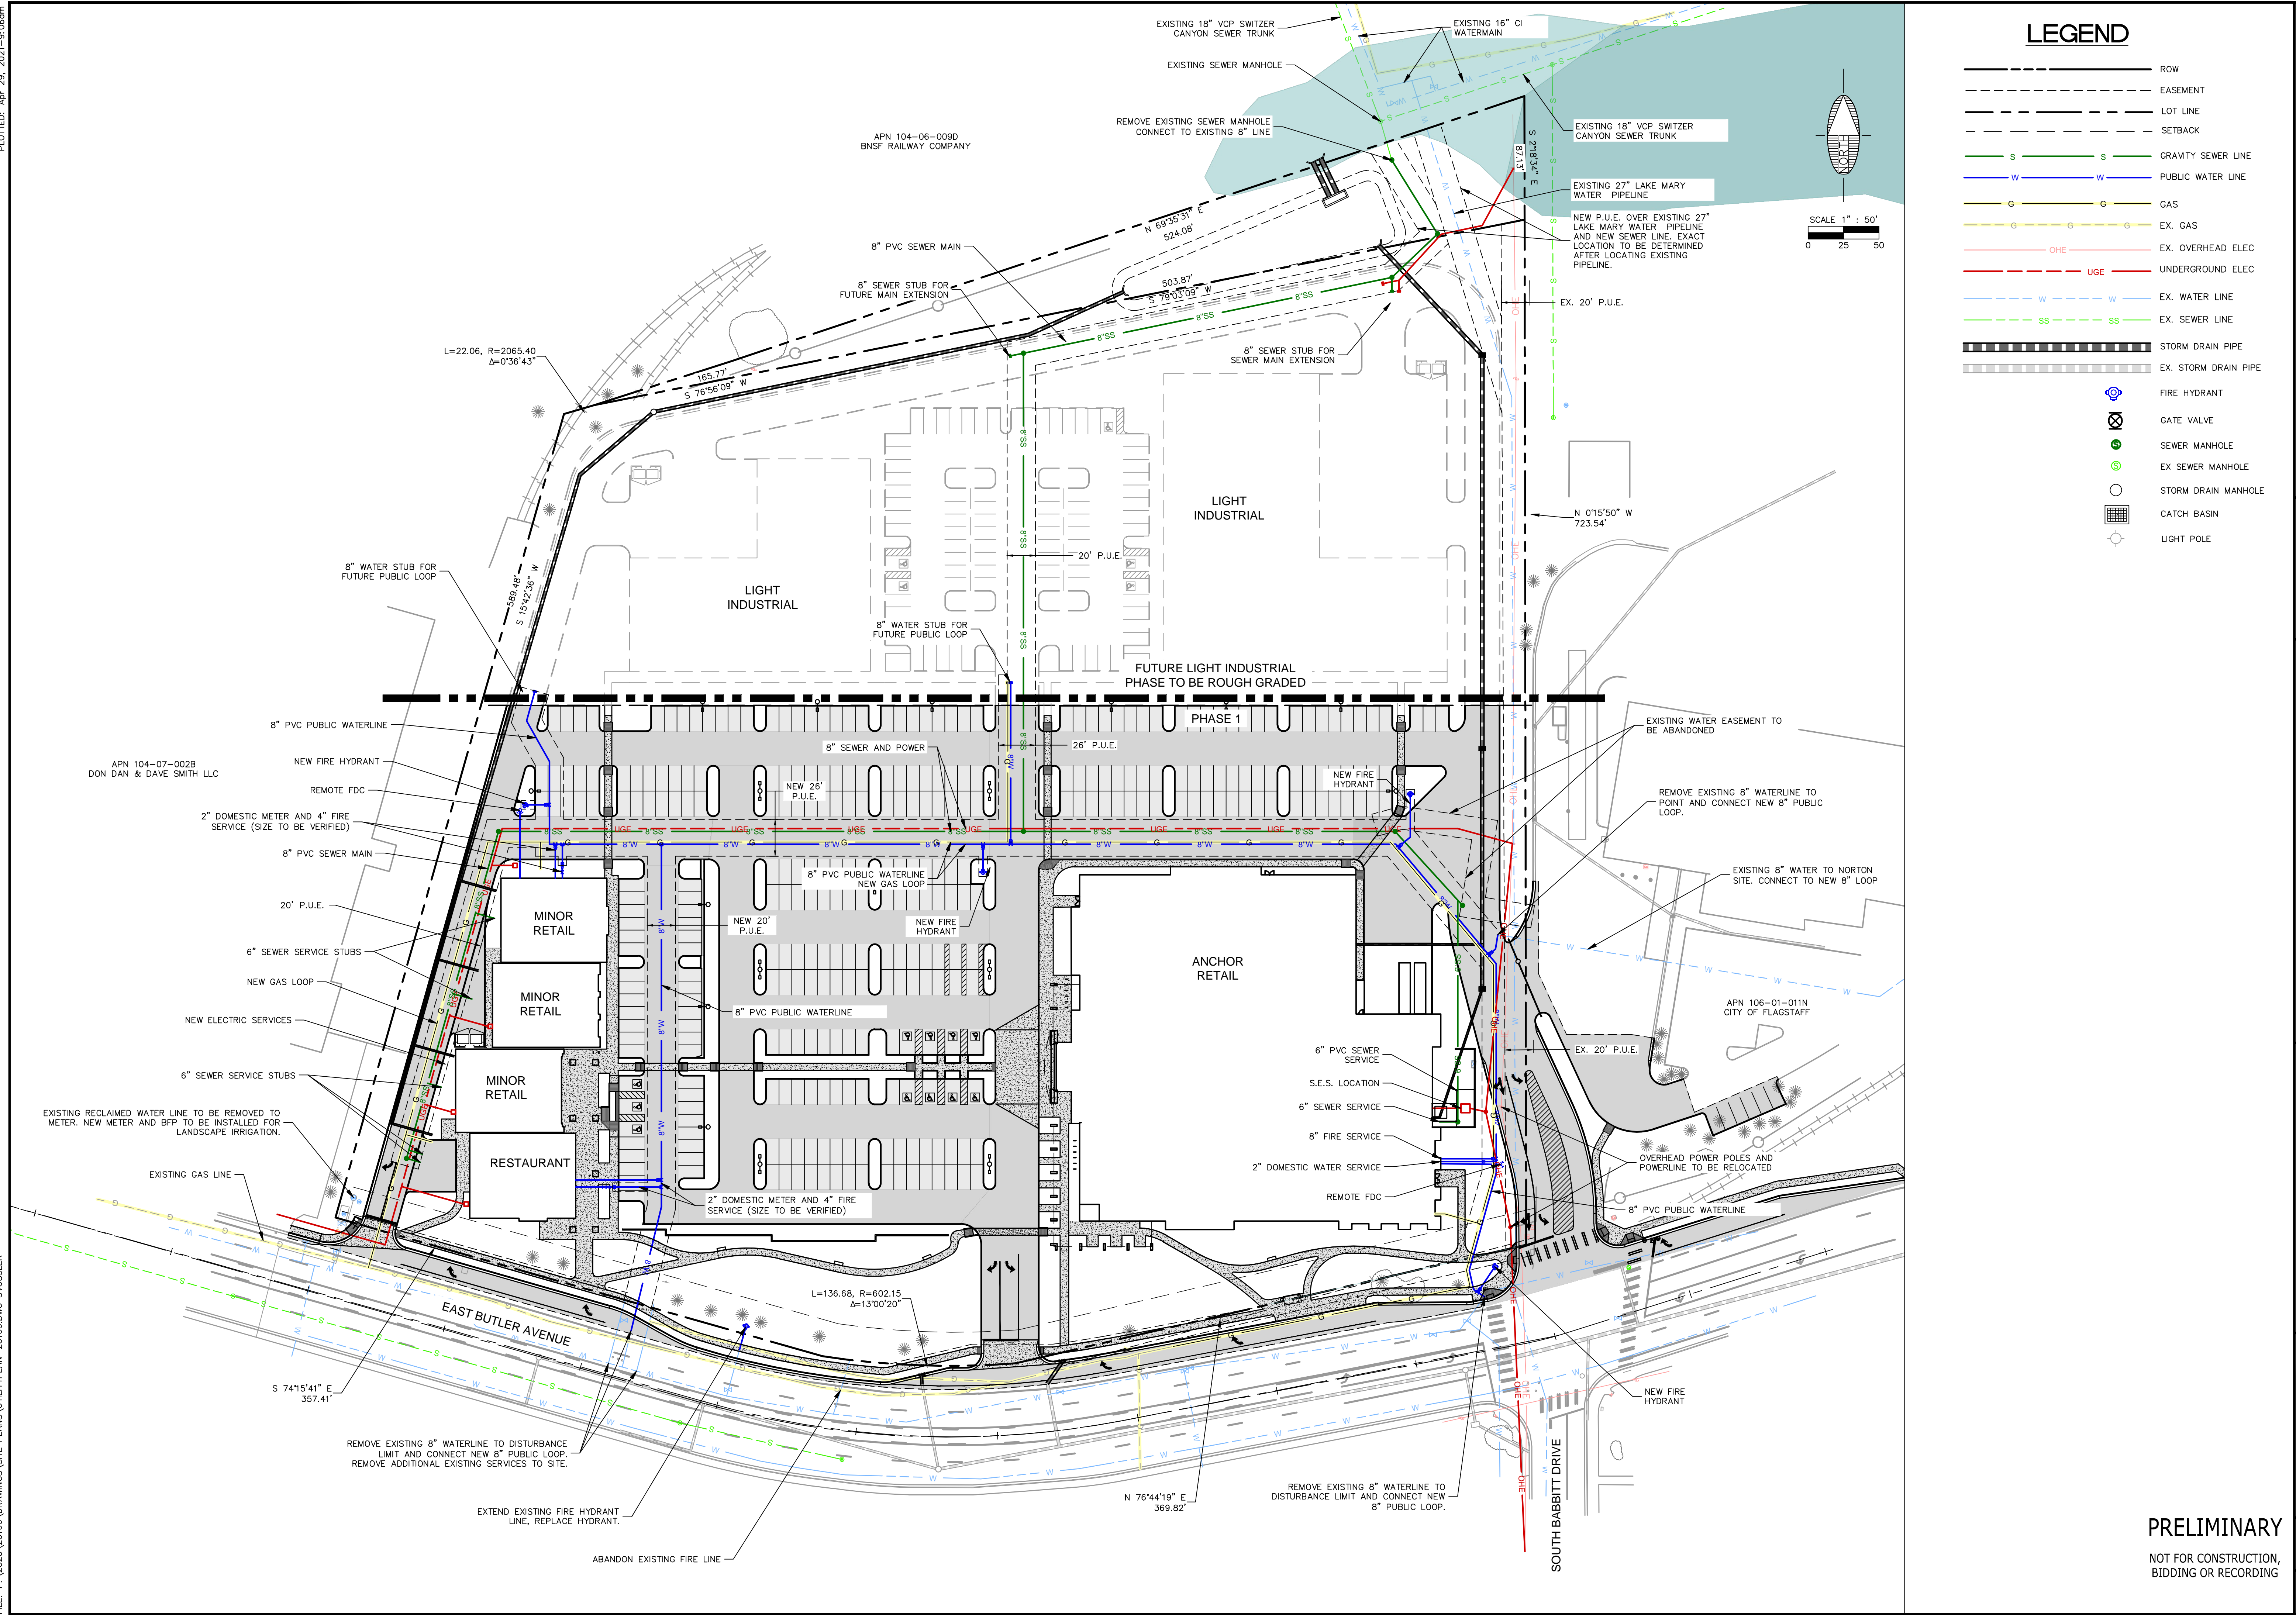 PLOTTED: Apr 29, 2021-9:06am
EXISTING 18" VCP SWITZER
CANYON SEWER TRUNK
EXISTING 16" CI
WATERMAIN
EXISTING SEWER MANHOLE
REMOVE EXISTING SEWER MANHOLE
CONNECT TO EXISTING 8" LINE
EXISTING 18" VCP SWITZER
CANYON SEWER TRUNK
S 2°18'34" E
87.13'
APN 104-06-009D
BNSF RAILWAY COMPANY
EXISTING 27" LAKE MARY
WATER PIPELINE
NEW P.U.E. OVER EXISTING 27"
LAKE MARY WATER PIPELINE
AND NEW SEWER LINE. EXACT
LOCATION TO BE DETERMINED
AFTER LOCATING EXISTING
PIPELINE.
N 69°35'31" E
524.08'
8" PVC SEWER MAIN
8" SEWER STUB FOR
FUTURE MAIN EXTENSION
503.87'
S 79°03'09" W
8"SS
8"SS
8"SS
EX. 20' P.U.E.
L=22.06, R=2065.40
Δ=0°36'43"
165.77'
S 76°56'09" W
8" SEWER STUB FOR
SEWER MAIN EXTENSION
LIGHT
INDUSTRIAL
N 0°15'50" W
723.54'
20' P.U.E.
8" WATER STUB FOR
FUTURE PUBLIC LOOP
589.48'
S 15°42'36" W
LIGHT
INDUSTRIAL
8" WATER STUB FOR
FUTURE PUBLIC LOOP
FUTURE LIGHT INDUSTRIAL
PHASE TO BE ROUGH GRADED
PHASE 1
8" PVC PUBLIC WATERLINE
8" SEWER AND POWER
26' P.U.E.
EXISTING WATER EASEMENT TO
BE ABANDONED
APN 104-07-002B
DON DAN & DAVE SMITH LLC
NEW FIRE HYDRANT
REMOTE FDC
NEW 26'
P.U.E.
NEW FIRE
HYDRANT
REMOVE EXISTING 8" WATERLINE TO
POINT AND CONNECT NEW 8" PUBLIC
LOOP.
2" DOMESTIC METER AND 4" FIRE
SERVICE (SIZE TO BE VERIFIED)
8" PVC SEWER MAIN
8" PVC PUBLIC WATERLINE
NEW GAS LOOP
EXISTING 8" WATER TO NORTON
SITE. CONNECT TO NEW 8" LOOP
20' P.U.E.
MINOR
RETAIL
NEW 20'
P.U.E.
NEW FIRE
HYDRANT
6" SEWER SERVICE STUBS
ANCHOR
RETAIL
NEW GAS LOOP
MINOR
RETAIL
8" PVC PUBLIC WATERLINE
APN 106-01-011N
CITY OF FLAGSTAFF
NEW ELECTRIC SERVICES
6" PVC SEWER
SERVICE
EX. 20' P.U.E.
6" SEWER SERVICE STUBS
MINOR
RETAIL
S.E.S. LOCATION
6" SEWER SERVICE
EXISTING RECLAIMED WATER LINE TO BE REMOVED TO
METER. NEW METER AND BFP TO BE INSTALLED FOR
LANDSCAPE IRRIGATION.
8" FIRE SERVICE
RESTAURANT
2" DOMESTIC WATER SERVICE
OVERHEAD POWER POLES AND
POWERLINE TO BE RELOCATED
EXISTING GAS LINE
REMOTE FDC
2" DOMESTIC METER AND 4" FIRE
SERVICE (SIZE TO BE VERIFIED)
8" PVC PUBLIC WATERLINE
L=136.68, R=602.15
Δ=13°00'20"
EAST BUTLER AVENUE
S 74°15'41" E
357.41'
NEW FIRE
HYDRANT
REMOVE EXISTING 8" WATERLINE TO DISTURBANCE
LIMIT AND CONNECT NEW 8" PUBLIC LOOP.
REMOVE ADDITIONAL EXISTING SERVICES TO SITE.
EXTEND EXISTING FIRE HYDRANT
LINE, REPLACE HYDRANT.
N 76°44'19" E
369.82'
REMOVE EXISTING 8" WATERLINE TO
DISTURBANCE LIMIT AND CONNECT NEW
8" PUBLIC LOOP.
ABANDON EXISTING FIRE LINE
SOUTH BABBITT DRIVE
LEGEND
ROW
EASEMENT
LOT LINE
SETBACK
S S GRAVITY SEWER LINE
W W PUBLIC WATER LINE
G G GAS
G G G EX. GAS
OHE EX. OVERHEAD ELEC
UGE UNDERGROUND ELEC
W W EX. WATER LINE
SS SS EX. SEWER LINE
STORM DRAIN PIPE
EX. STORM DRAIN PIPE
FIRE HYDRANT
GATE VALVE
S SEWER MANHOLE
S EX SEWER MANHOLE
STORM DRAIN MANHOLE
CATCH BASIN
LIGHT POLE
NORTH
SCALE 1" : 50'
0 25 50
PRELIMINARY
NOT FOR CONSTRUCTION,
BIDDING OR RECORDING